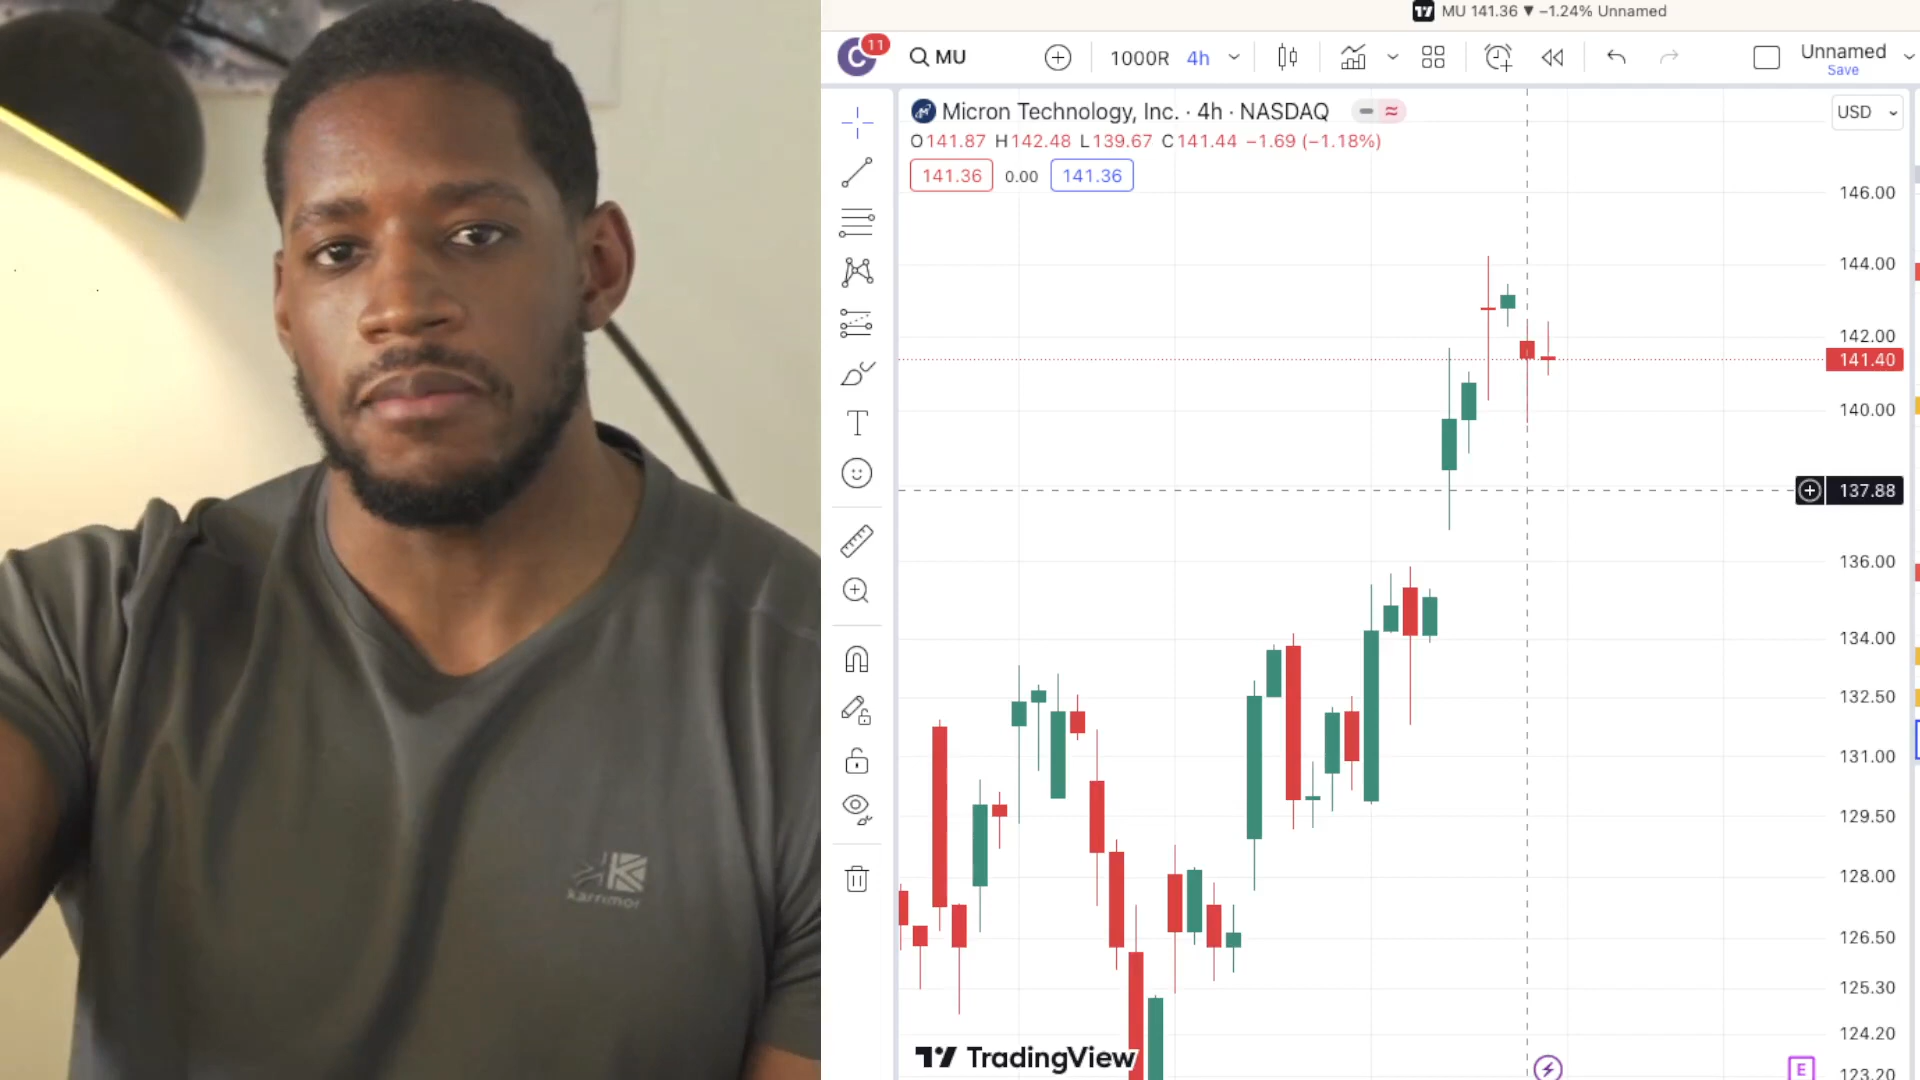 MU 141.36 ▼ −1.24% Unnamed
C 11 MU 1000R 4h Unnamed
Save
Micron Technology, Inc. · 4h · NASDAQ
USD
O141.87 H142.48 L139.67 C141.44 −1.69 (−1.18%)
141.36 0.00 141.36
146.00
144.00
142.00
141.40
140.00
137.88
136.00
134.00
132.50
131.00
129.50
128.00
126.50
125.30
124.20
123.20
karrimor
TradingView
E